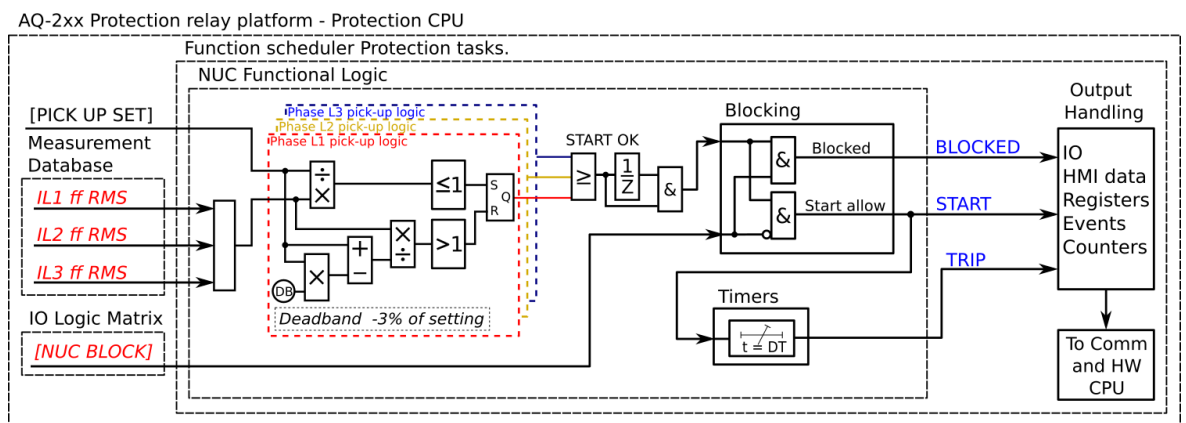 AQ-2xx Protection relay platform - Protection CPU
Function scheduler Protection tasks.
NUC Functional Logic
[PICK UP SET]
Measurement
Database
IL1 ff RMS
IL2 ff RMS
IL3 ff RMS
IO Logic Matrix
[NUC BLOCK]
Phase L3 pick-up logic
Phase L2 pick-up logic
Phase L1 pick-up logic
÷
×
≤1
S
Q
R
×
÷
>1
+
−
×
DB
Deadband -3% of setting
START OK
≥
1
Z
&
Blocking
&
Blocked
&
Start allow
Timers
t = DT
BLOCKED
START
TRIP
Output
Handling
IO
HMI data
Registers
Events
Counters
To Comm
and HW
CPU